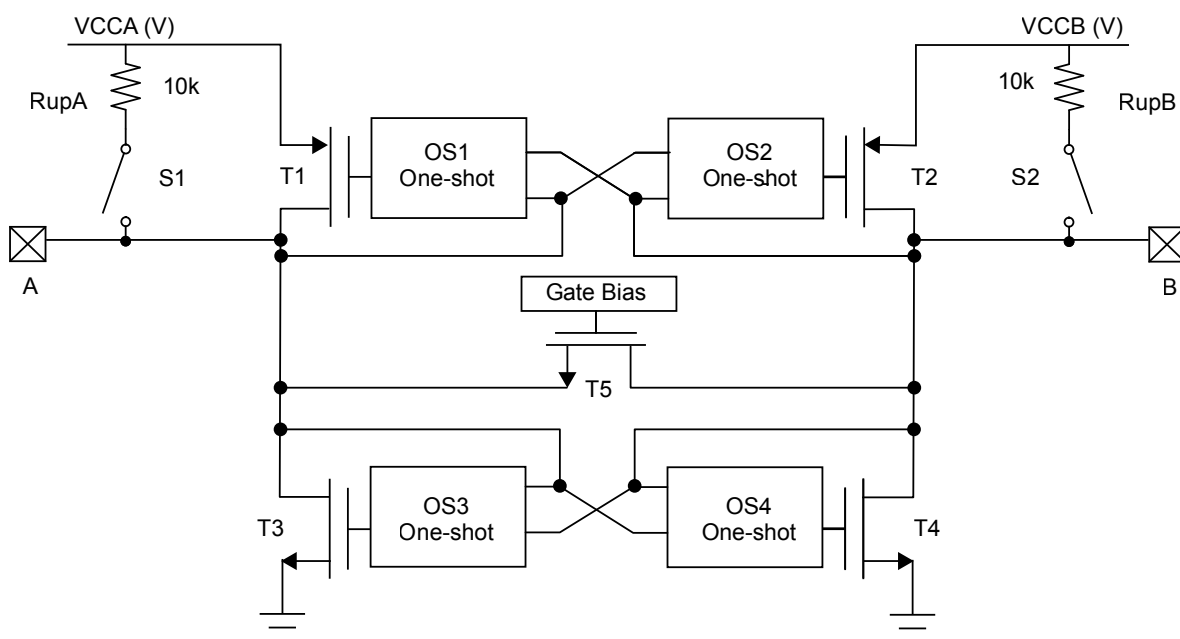 VCCA (V)
VCCB (V)
10k
10k
RupA
RupB
OS1
One-shot
OS2
One-shot
S1
T1
T2
S2
A
B
Gate Bias
T5
OS3
One-shot
OS4
One-shot
T3
T4